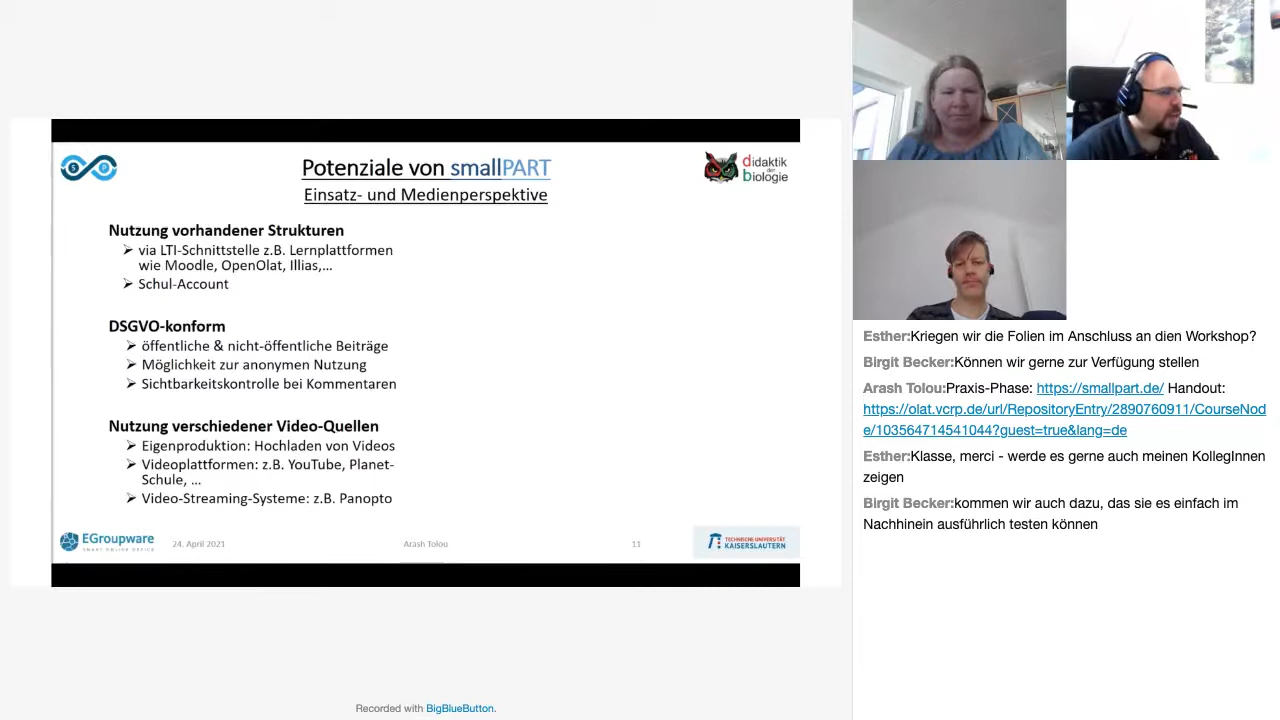 S P
Potenziale von smallPART
Einsatz- und Medienperspektive
didaktik
der
biologie
Nutzung vorhandener Strukturen
➢ via LTI-Schnittstelle z.B. Lernplattformen
wie Moodle, OpenOlat, Illias,...
➢ Schul-Account
DSGVO-konform
➢ öffentliche & nicht-öffentliche Beiträge
➢ Möglichkeit zur anonymen Nutzung
➢ Sichtbarkeitskontrolle bei Kommentaren
Nutzung verschiedener Video-Quellen
➢ Eigenproduktion: Hochladen von Videos
➢ Videoplattformen: z.B. YouTube, Planet-
Schule, ...
➢ Video-Streaming-Systeme: z.B. Panopto
EGroupware
SMART ONLINE OFFICE
24. April 2021
Arash Tolou
11
TECHNISCHE UNIVERSITÄT
KAISERSLAUTERN
Esther:Kriegen wir die Folien im Anschluss an dien Workshop?
Birgit Becker:Können wir gerne zur Verfügung stellen
Arash Tolou:Praxis-Phase: https://smallpart.de/ Handout:
https://olat.vcrp.de/url/RepositoryEntry/2890760911/CourseNod
e/103564714541044?guest=true&lang=de
Esther:Klasse, merci - werde es gerne auch meinen KollegInnen
zeigen
Birgit Becker:kommen wir auch dazu, das sie es einfach im
Nachhinein ausführlich testen können
Recorded with BigBlueButton.